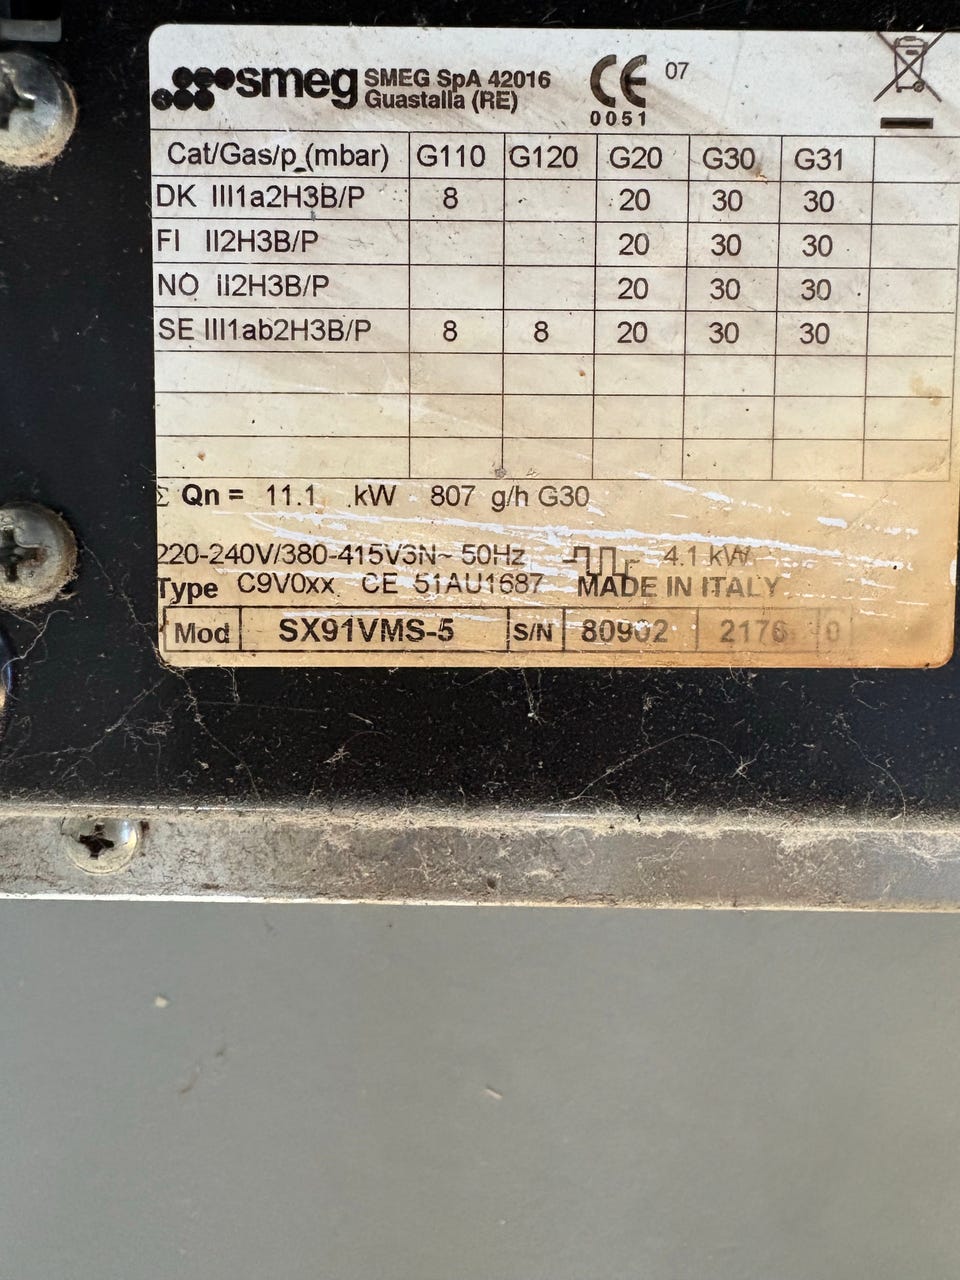 smeg SMEG SpA 42016
Guastalla (RE)
CE 07
0051
Cat/Gas/p_(mbar) G110 G120 G20 G30 G31
DK III1a2H3B/P 8 20 30 30
FI II2H3B/P 20 30 30
NO II2H3B/P 20 30 30
SE III1ab2H3B/P 8 8 20 30 30
Σ Qn = 11.1 kW 807 g/h G30
220-240V/380-415V3N~ 50Hz 4.1 kW
Type C9V0xx CE 51AU1687 MADE IN ITALY
Mod SX91VMS-5 S/N 80902 2176 0